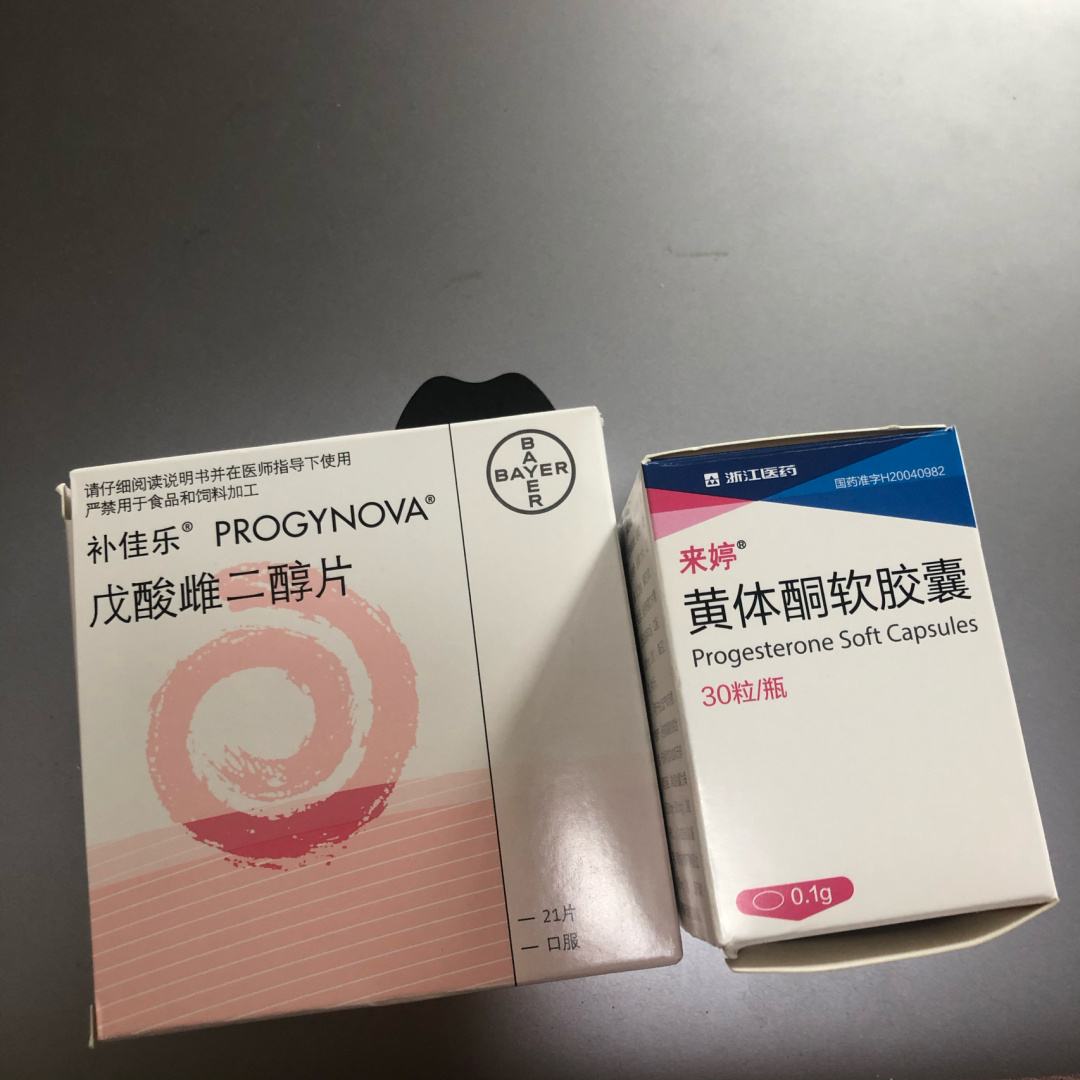 请仔细阅读说明书并在医师指导下使用
严禁用于食品和饲料加工
补佳乐® PROGYNOVA®
戊酸雌二醇片
BAYER
BAYER
21片
口服
浙江医药
国药准字H20040982
来婷®
黄体酮软胶囊
Progesterone Soft Capsules
30粒/瓶
0.1g